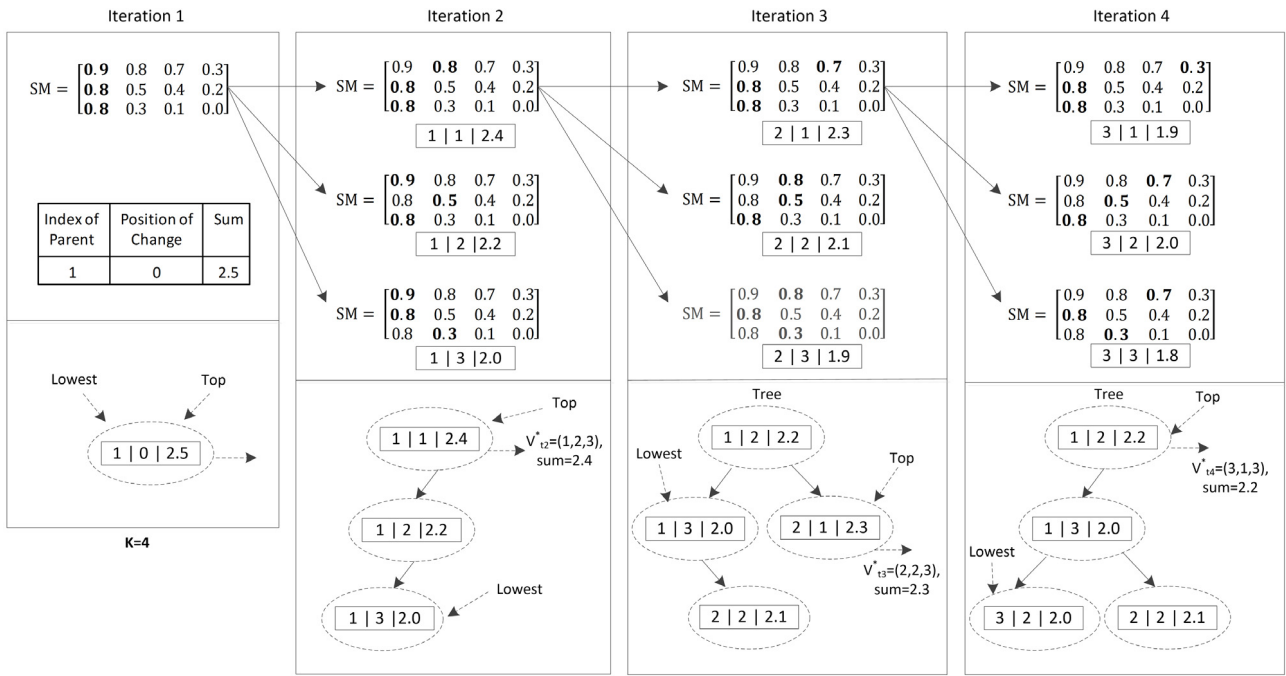 Iteration 1
Iteration 2
Iteration 3
Iteration 4
SM =
0.9 0.8 0.7 0.3
0.8 0.5 0.4 0.2
0.8 0.3 0.1 0.0
Index of Parent | Position of Change | Sum
1 | 0 | 2.5
Lowest
Top
1 | 0 | 2.5
K=4
SM =
0.9 0.8 0.7 0.3
0.8 0.5 0.4 0.2
0.8 0.3 0.1 0.0
1 | 1 | 2.4
SM =
0.9 0.8 0.7 0.3
0.8 0.5 0.4 0.2
0.8 0.3 0.1 0.0
1 | 2 |2.2
SM =
0.9 0.8 0.7 0.3
0.8 0.5 0.4 0.2
0.8 0.3 0.1 0.0
1 | 3 |2.0
Top
1 | 1 | 2.4
V*t2=(1,2,3),
sum=2.4
1 | 2 |2.2
Lowest
1 | 3 |2.0
SM =
0.9 0.8 0.7 0.3
0.8 0.5 0.4 0.2
0.8 0.3 0.1 0.0
2 | 1 | 2.3
SM =
0.9 0.8 0.7 0.3
0.8 0.5 0.4 0.2
0.8 0.3 0.1 0.0
2 | 2 | 2.1
SM =
0.9 0.8 0.7 0.3
0.8 0.5 0.4 0.2
0.8 0.3 0.1 0.0
2 | 3 | 1.9
Tree
1 | 2 | 2.2
Lowest
Top
1 | 3 | 2.0
2 | 1 | 2.3
V*t3=(2,2,3),
sum=2.3
2 | 2 | 2.1
SM =
0.9 0.8 0.7 0.3
0.8 0.5 0.4 0.2
0.8 0.3 0.1 0.0
3 | 1 | 1.9
SM =
0.9 0.8 0.7 0.3
0.8 0.5 0.4 0.2
0.8 0.3 0.1 0.0
3 | 2 | 2.0
SM =
0.9 0.8 0.7 0.3
0.8 0.5 0.4 0.2
0.8 0.3 0.1 0.0
3 | 3 | 1.8
Tree
Top
1 | 2 | 2.2
V*t4=(3,1,3),
sum=2.2
1 | 3 | 2.0
Lowest
3 | 2 | 2.0
2 | 2 | 2.1